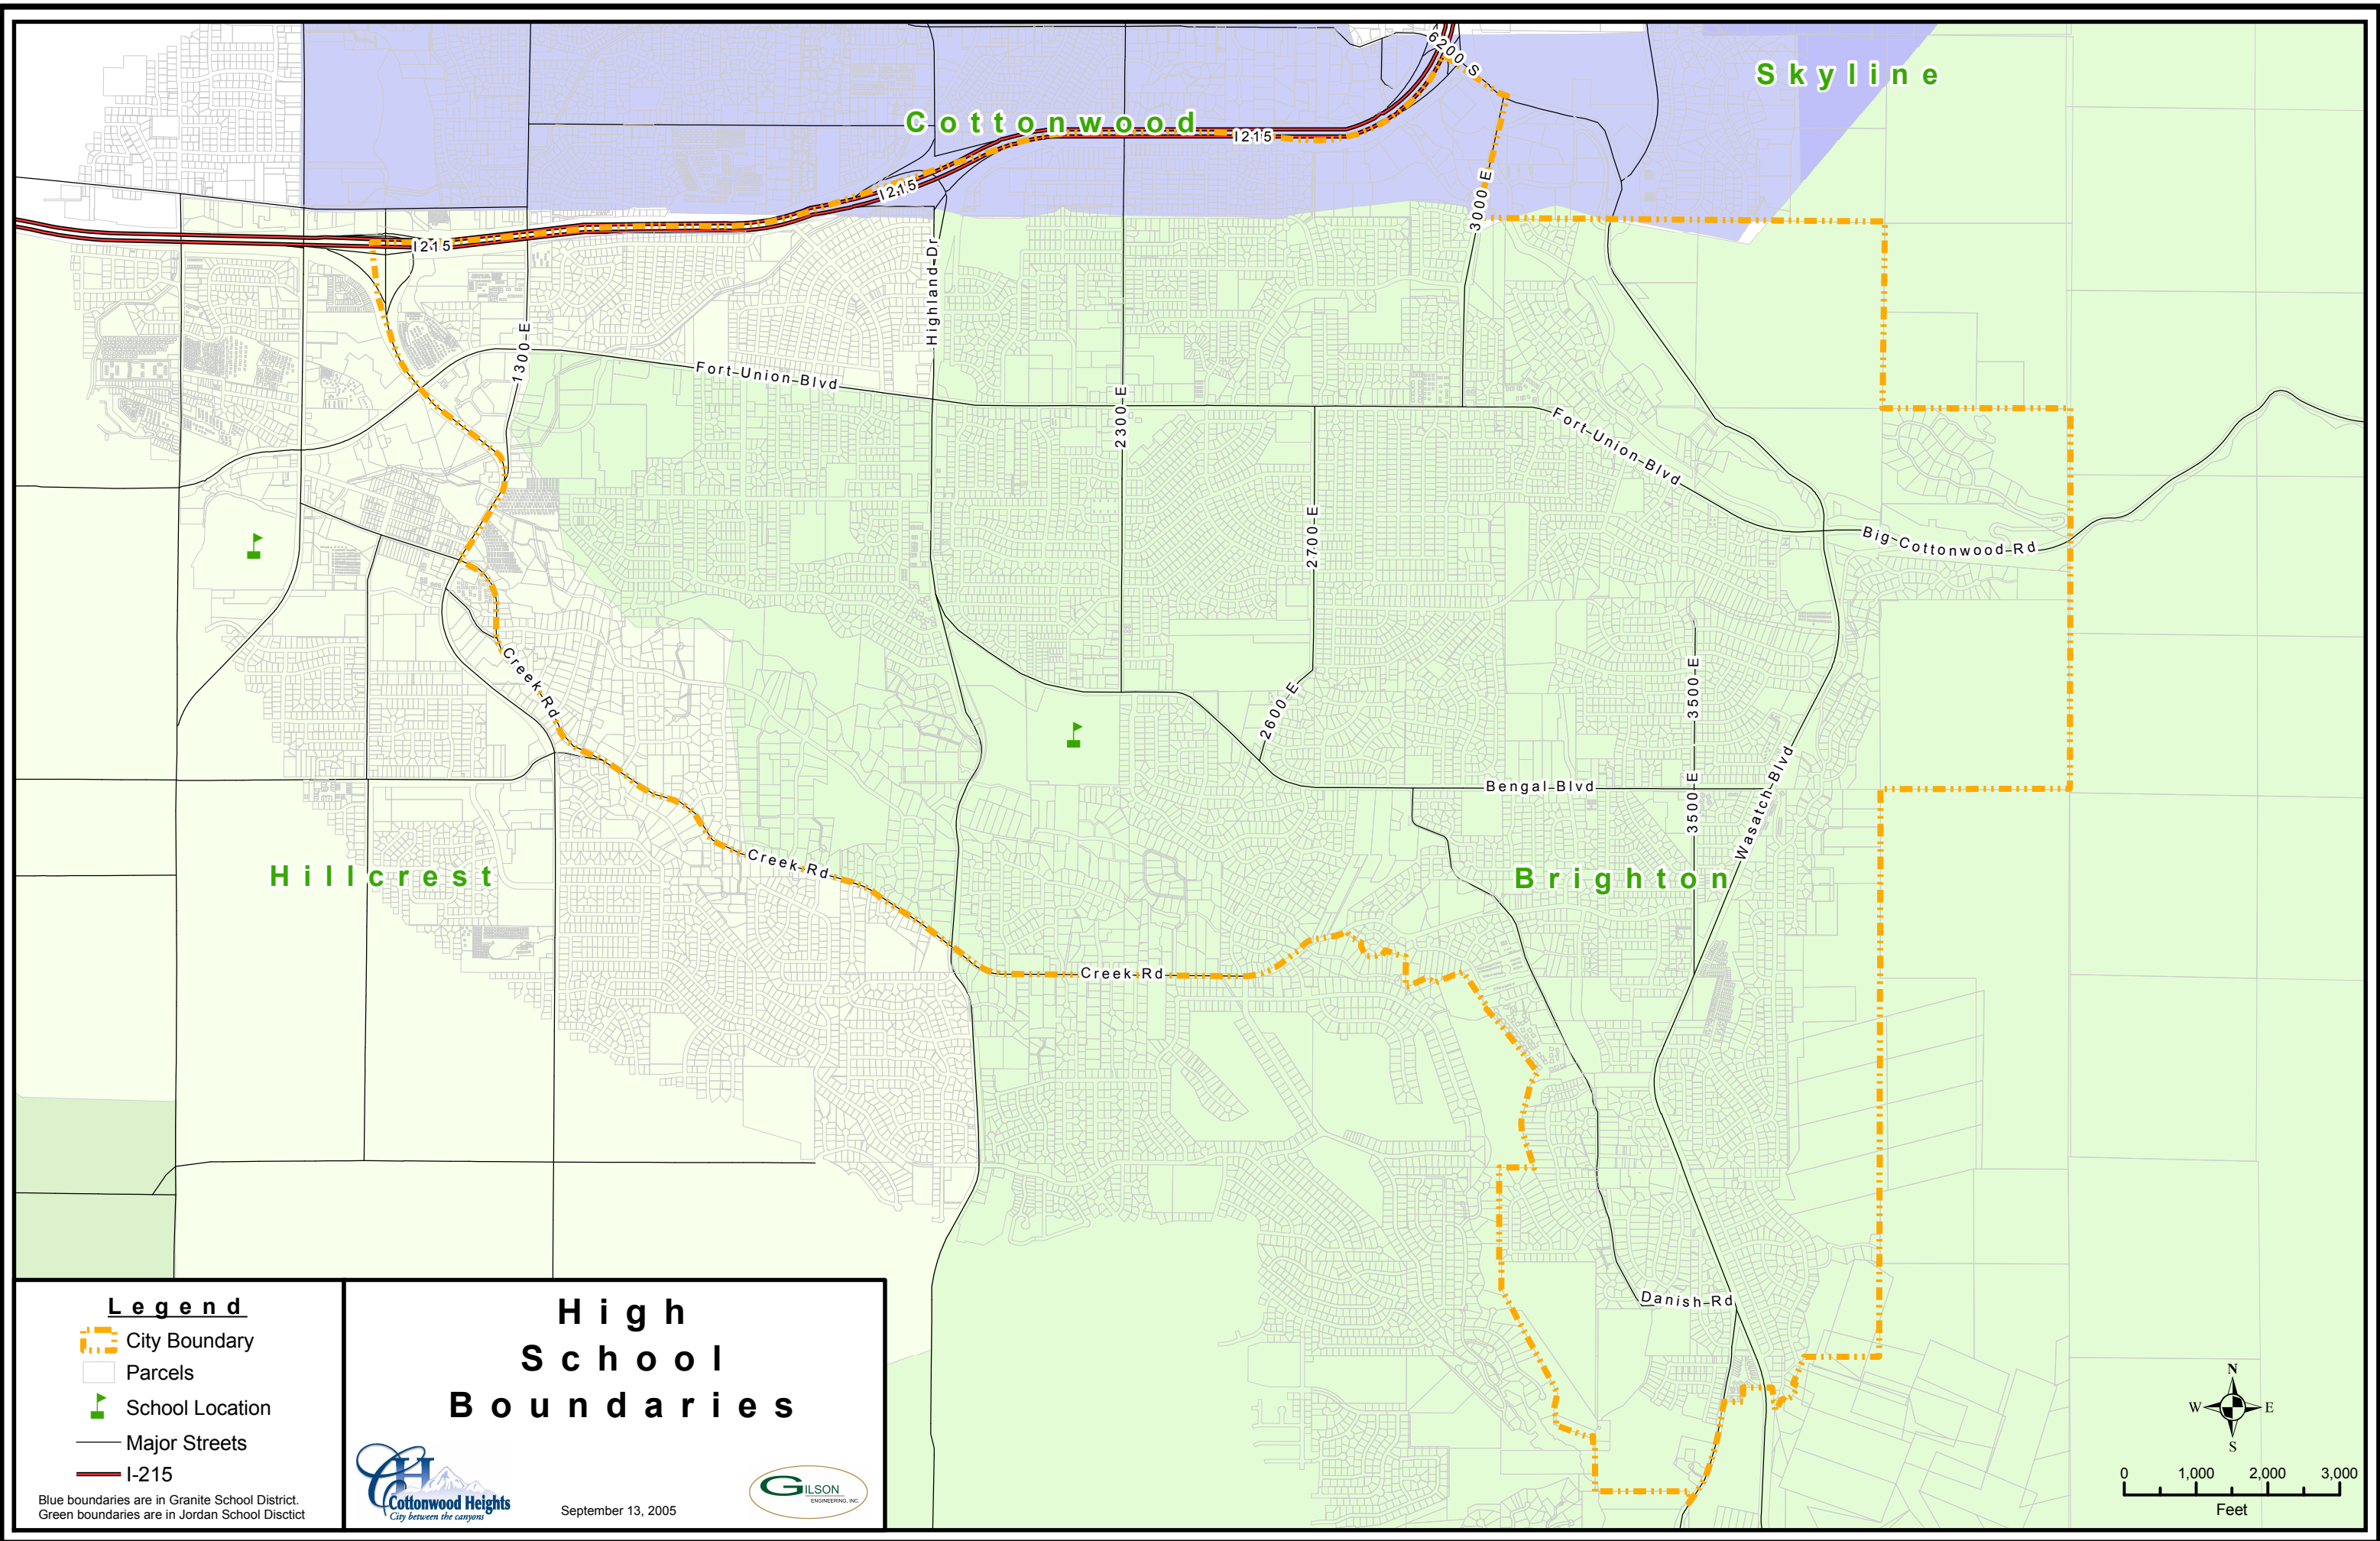 6200 S
Skyline
Cottonwood
I215
I215
3000 E
I215
Highland Dr
1300 E
Fort Union Blvd
2300 E
Fort Union Blvd
2700 E
Big Cottonwood Rd
Creek Rd
3500 E
2600 E
Wasatch Blvd
Bengal Blvd
3500 E
Creek Rd
Hillcrest
Brighton
Creek Rd
Danish Rd
Legend
City Boundary
Parcels
School Location
Major Streets
I-215
Blue boundaries are in Granite School District.
Green boundaries are in Jordan School Disctict
High
School
Boundaries
CH
Cottonwood Heights
City between the canyons
September 13, 2005
GILSON
ENGINEERING, INC.
N
W E
S
0 1,000 2,000 3,000
Feet